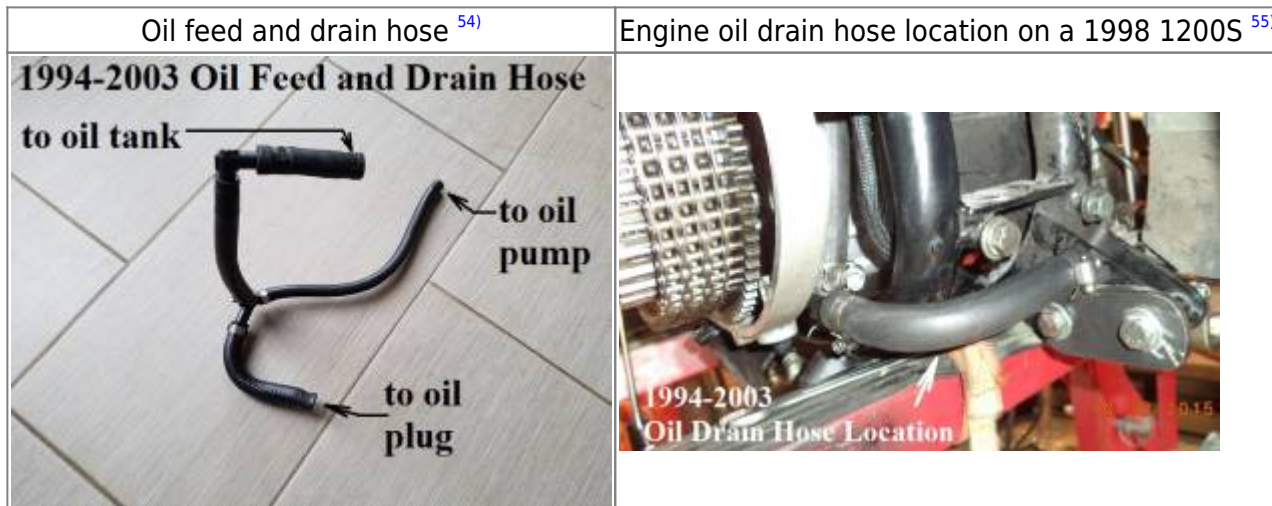 Oil feed and drain hose 54)
Engine oil drain hose location on a 1998 1200S 55)
1994-2003 Oil Feed and Drain Hose
to oil tank
to oil
pump
to oil
plug
1994-2003
Oil Drain Hose Location